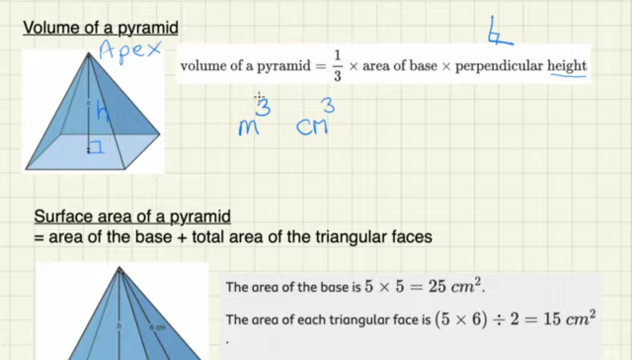 Volume of a pyramid
Apex
volume of a pyramid = 1/3 × area of base × perpendicular height
h
m³ cm³
Surface area of a pyramid
= area of the base + total area of the triangular faces
The area of the base is 5 × 5 = 25 cm².
The area of each triangular face is (5 × 6) ÷ 2 = 15 cm²
.
h
6 cm